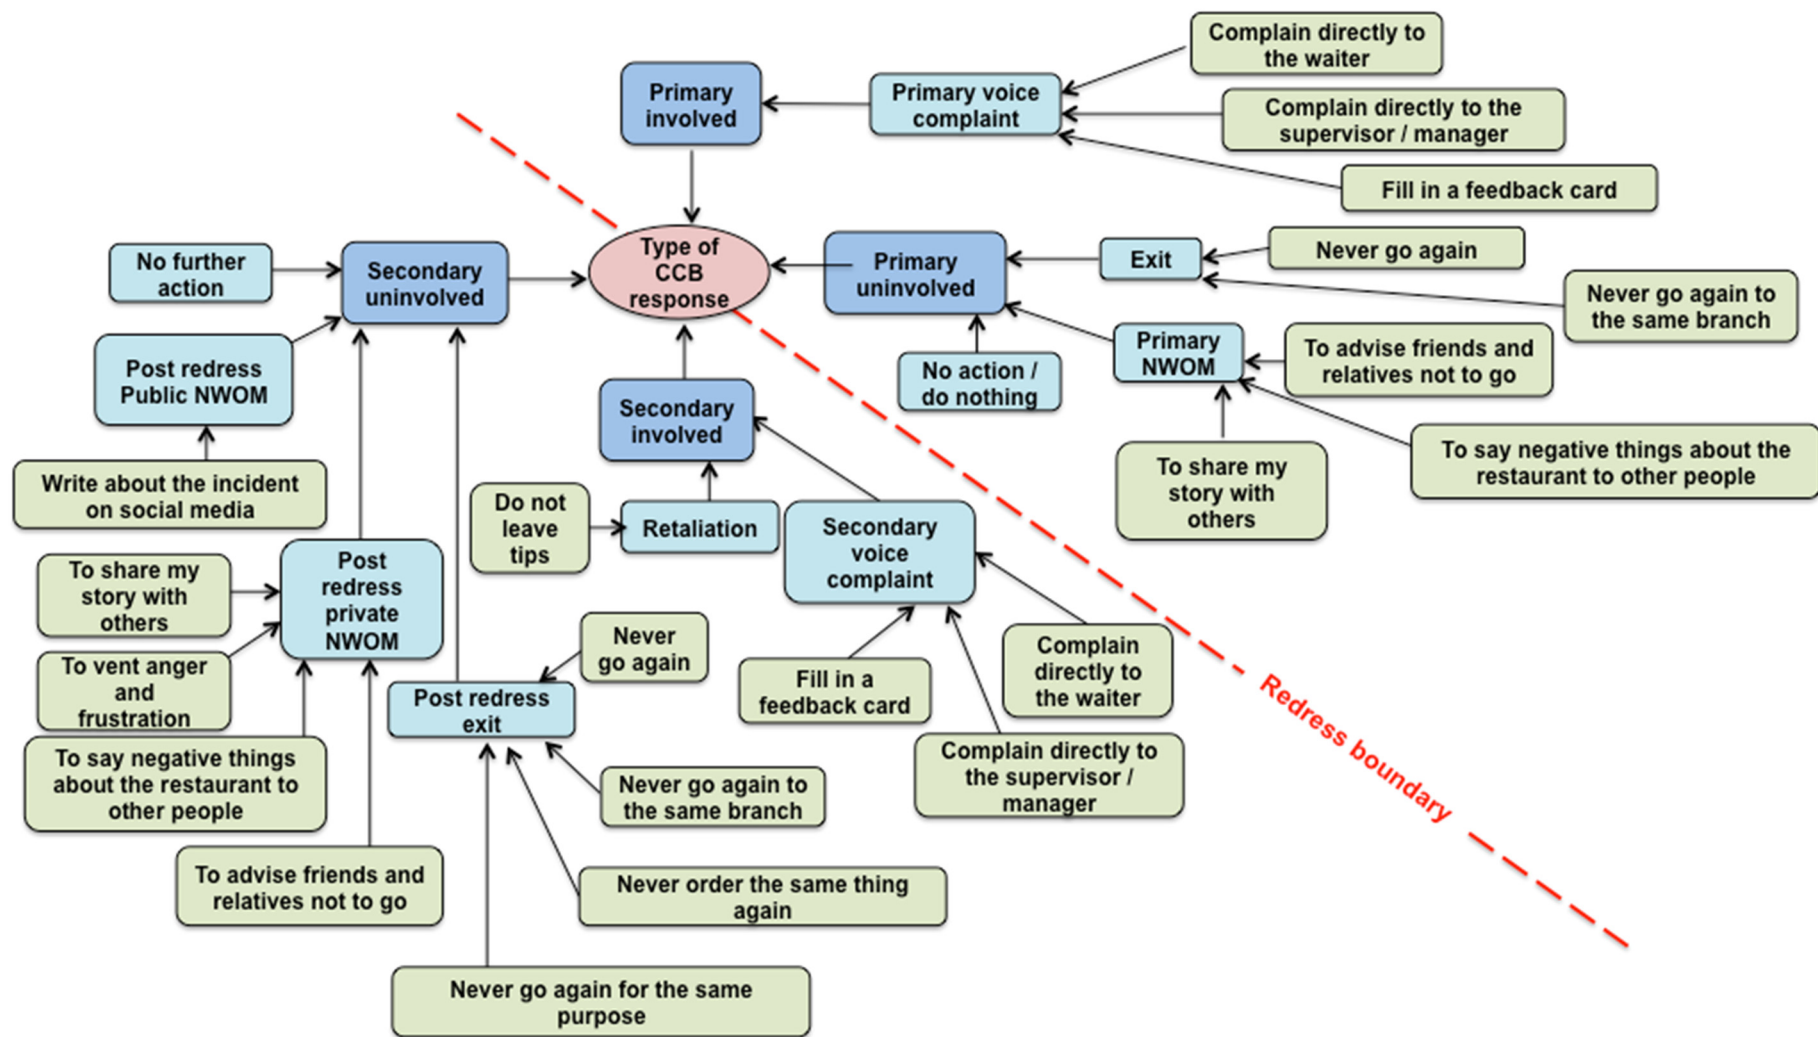 Complain directly to
the waiter
Primary
involved
Primary voice
complaint
Complain directly to the
supervisor / manager
Fill in a feedback card
No further
action
Secondary
uninvolved
Type of
CCB
response
Primary
uninvolved
Exit
Never go again
Never go again to
the same branch
Post redress
Public NWOM
Secondary
involved
No action /
do nothing
Primary
NWOM
To advise friends and
relatives not to go
To share my
story with
others
To say negative things about the
restaurant to other people
Write about the incident
on social media
Do not
leave
tips
Retaliation
Secondary
voice
complaint
To share my
story with
others
Post
redress
private
NWOM
To vent anger
and
frustration
Never
go again
Fill in a
feedback card
Complain
directly to
the waiter
Redress boundary
Post redress
exit
To say negative things
about the restaurant to
other people
Never go again to
the same branch
Complain directly to
the supervisor /
manager
To advise friends and
relatives not to go
Never order the same thing
again
Never go again for the same
purpose